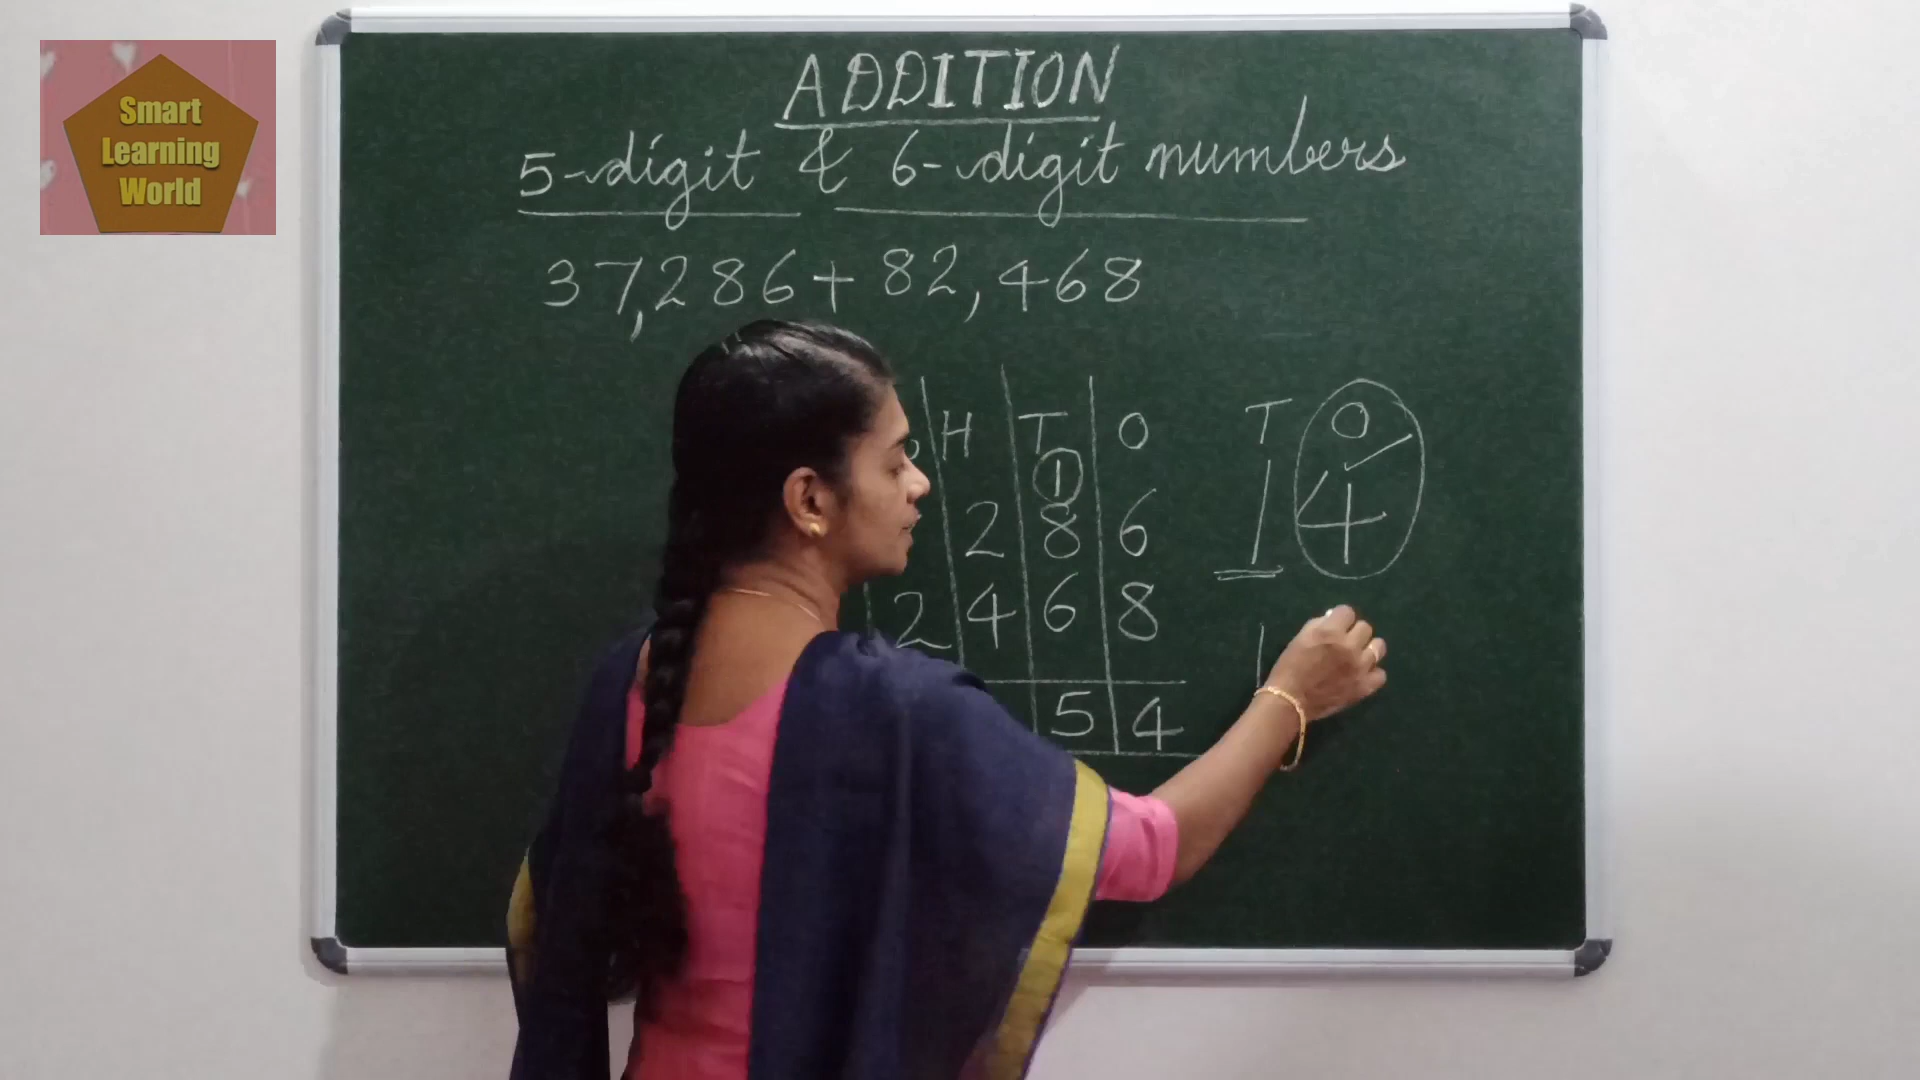 Smart
Learning
World
ADDITION
5-digit & 6-digit numbers
37,286+82,468
H T O T O
1
2 8 6 1 4
2 4 6 8 1
5 4